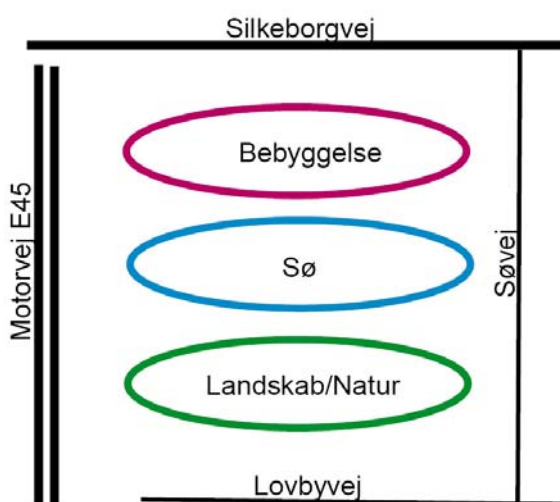 Silkeborgvej
Motorvej E45
Bebyggelse
Sø
Søvej
Landskab/Natur
Lovbyvej